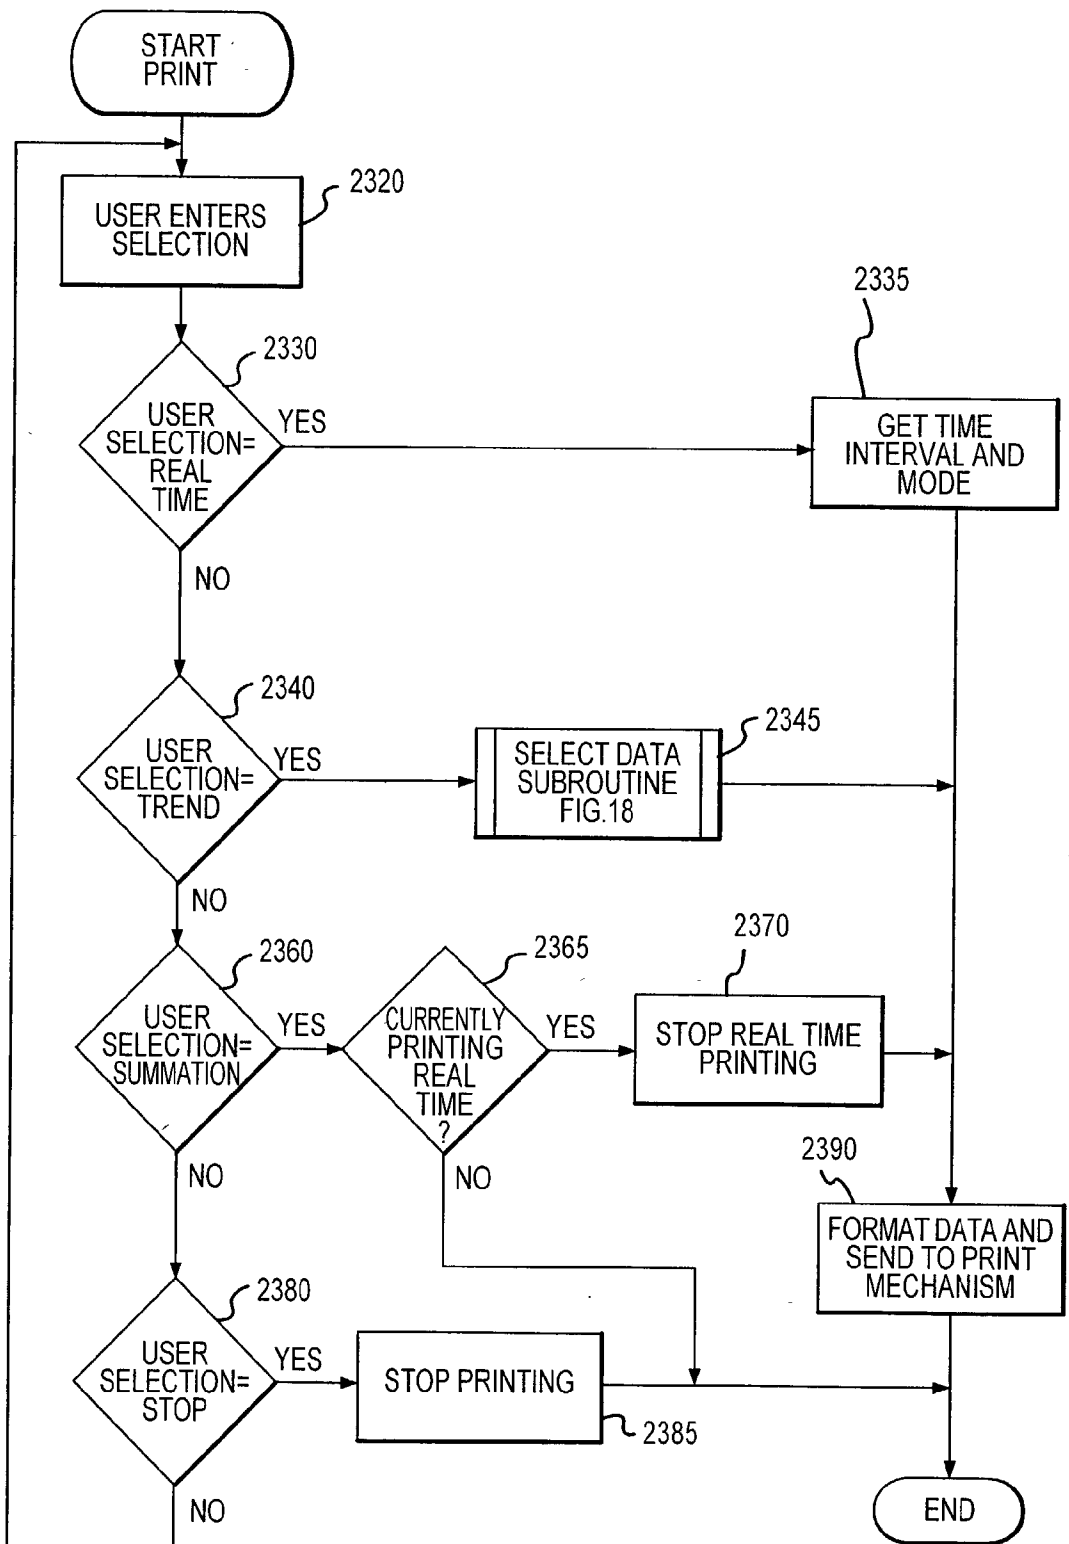 START
PRINT
2320
USER ENTERS
SELECTION
2335
2330
USER
SELECTION=
REAL
TIME
YES
GET TIME
INTERVAL AND
MODE
NO
2340
USER
SELECTION=
TREND
YES
2345
SELECT DATA
SUBROUTINE
FIG.18
NO
2360
USER
SELECTION=
SUMMATION
YES
2365
CURRENTLY
PRINTING
REAL
TIME
?
YES
2370
STOP REAL TIME
PRINTING
NO
NO
2390
FORMAT DATA AND
SEND TO PRINT
MECHANISM
2380
USER
SELECTION=
STOP
YES
STOP PRINTING
2385
NO
END